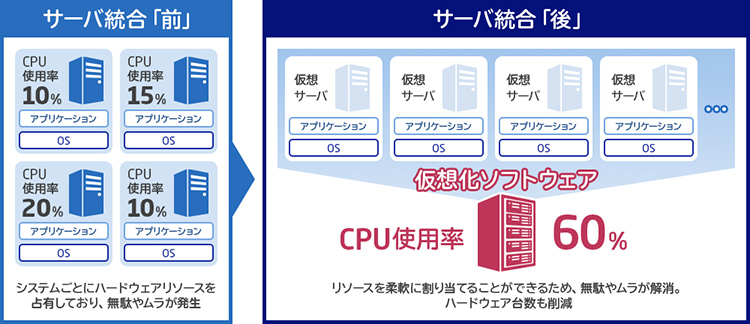 サーバ統合「前」
CPU
使用率
10%
アプリケーション
OS
CPU
使用率
15%
アプリケーション
OS
CPU
使用率
20%
アプリケーション
OS
CPU
使用率
10%
アプリケーション
OS
システムごとにハードウェアリソースを
占有しており、無駄やムラが発生
サーバ統合「後」
仮想
サーバ
アプリケーション
OS
仮想
サーバ
アプリケーション
OS
仮想
サーバ
アプリケーション
OS
仮想
サーバ
アプリケーション
OS
仮想化ソフトウェア
CPU使用率 60%
リソースを柔軟に割り当てることができるため、無駄やムラが解消。
ハードウェア台数も削減